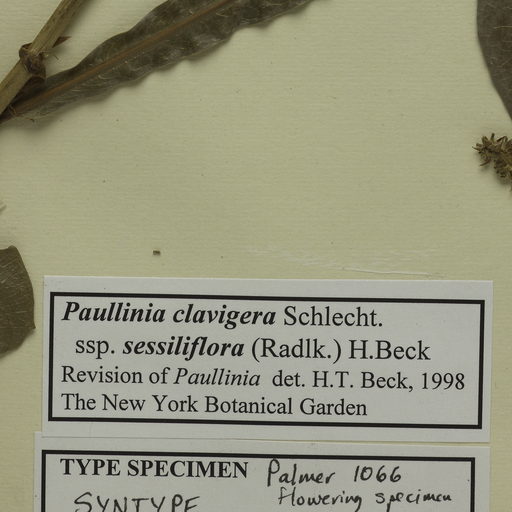 Paullinia clavigera Schlecht.
ssp. sessiliflora (Radlk.) H.Beck
Revision of Paullinia det. H.T. Beck, 1998
The New York Botanical Garden
TYPE SPECIMEN Palmer 1066
SYNTYPE flowering specimen